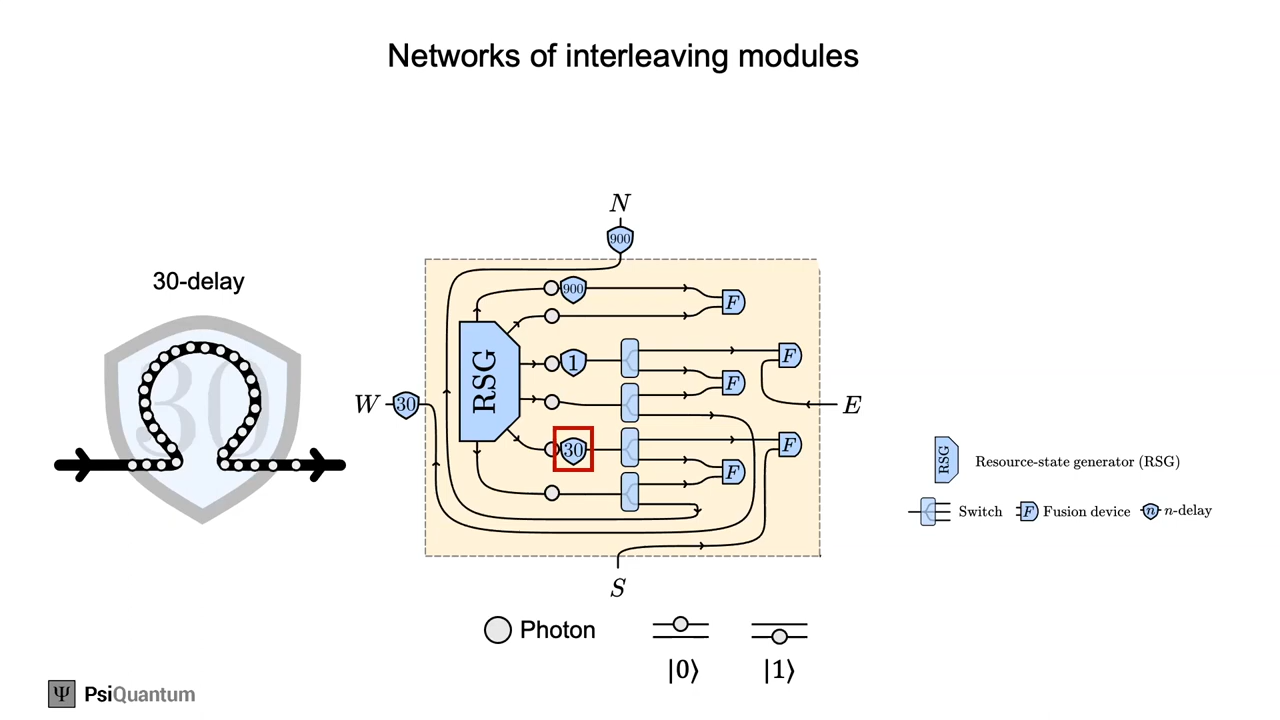 Networks of interleaving modules
N
900
30-delay
30
900
F
RSG
1
F
F
W
30
E
30
F
F
S
RSG
Resource-state generator (RSG)
Switch
F
Fusion device
n
n-delay
Photon
|0⟩
|1⟩
Ψ
PsiQuantum